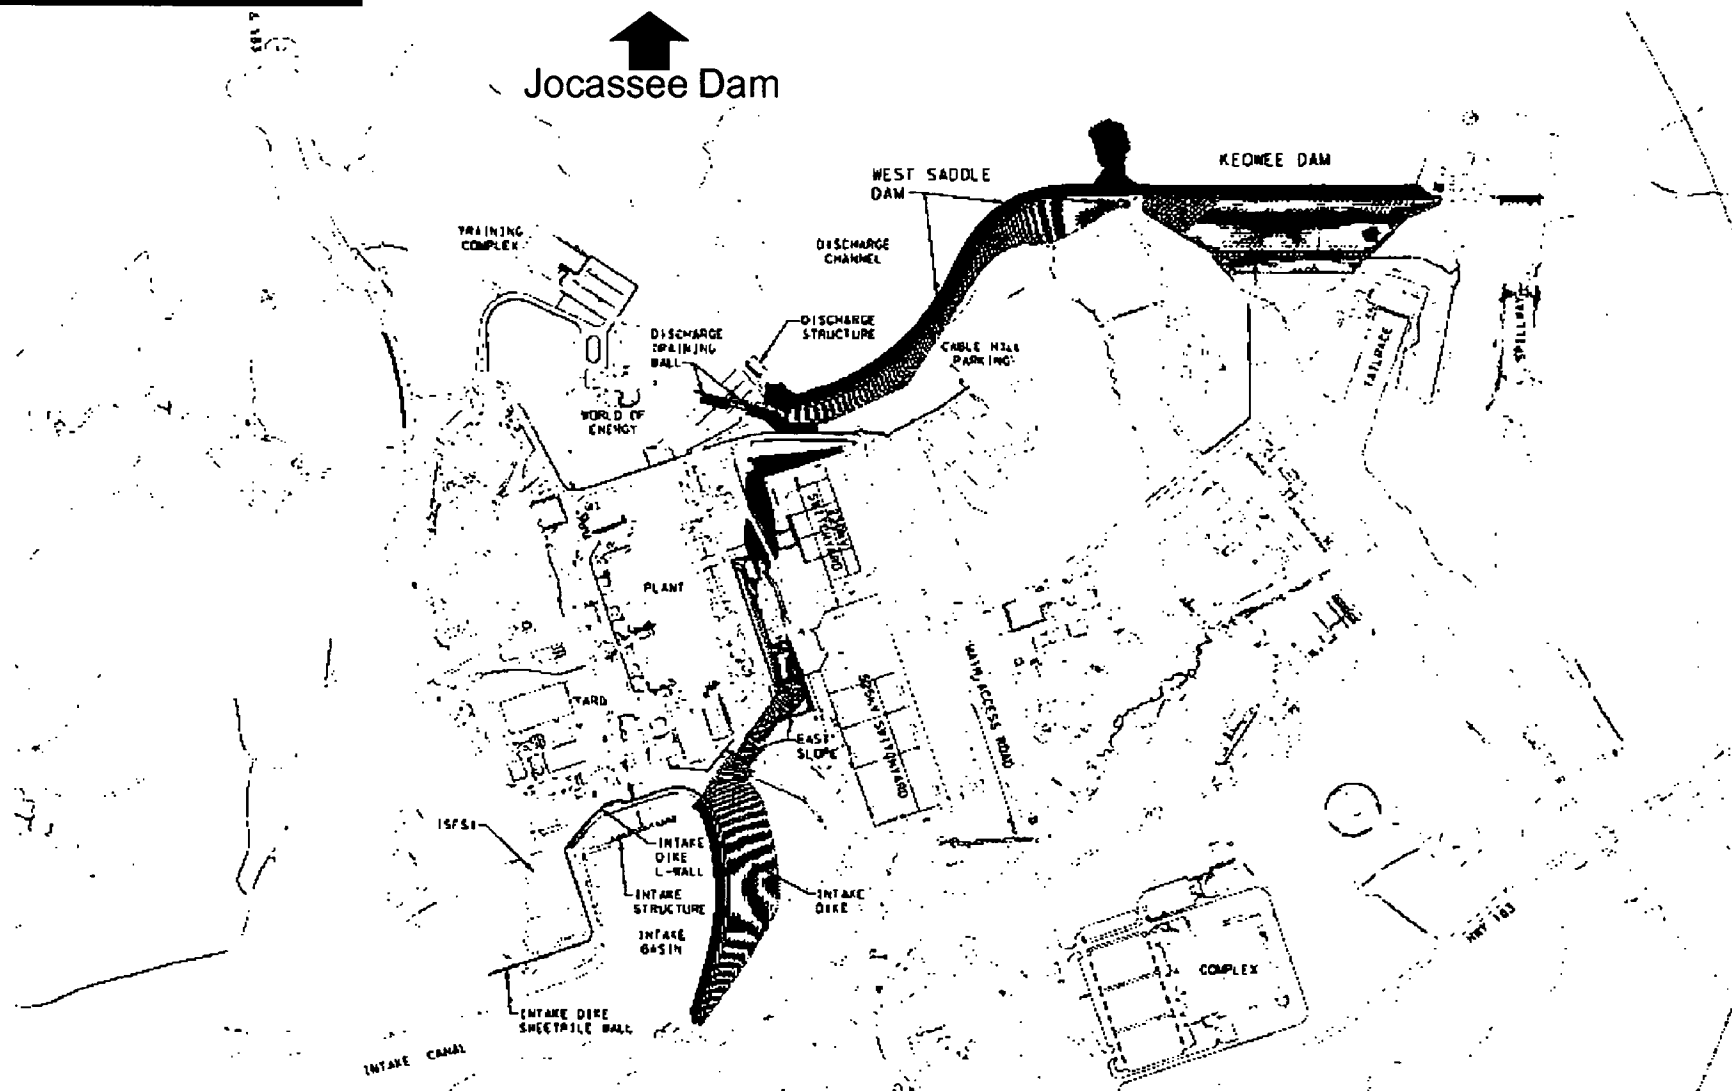 Jocassee Dam
KEOWEE DAM
WEST SADDLE
DAM
TRAINING
COMPLEX
DISCHARGE
CHANNEL
DISCHARGE
STRUCTURE
DISCHARGE
WALL
CABLE HILL
PARKING
TAILRACE
SPILLWAY
WORLD OF
ENERGY
SWITCHYARD
PLANT
YARD
MAIN ACCESS ROAD
SWITCHYARD
EAST
SLOPE
INTAKE
DIKE
L-WALL
INTAKE
STRUCTURE
INTAKE
DIKE
INTAKE
BASIN
HWY 183
COMPLEX
INTAKE DIKE
SHEETPILE WALL
INTAKE CANAL